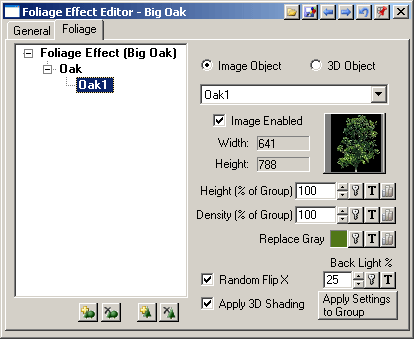 Foliage Effect Editor - Big Oak
General Foliage
Foliage Effect (Big Oak)
Oak
Oak1
Image Object 3D Object
Oak1
Image Enabled
Width: 641
Height: 788
Height (% of Group) 100 T
Density (% of Group) 100 T
Replace Gray T
Back Light %
Random Flip X 25 T
Apply 3D Shading Apply Settings
to Group